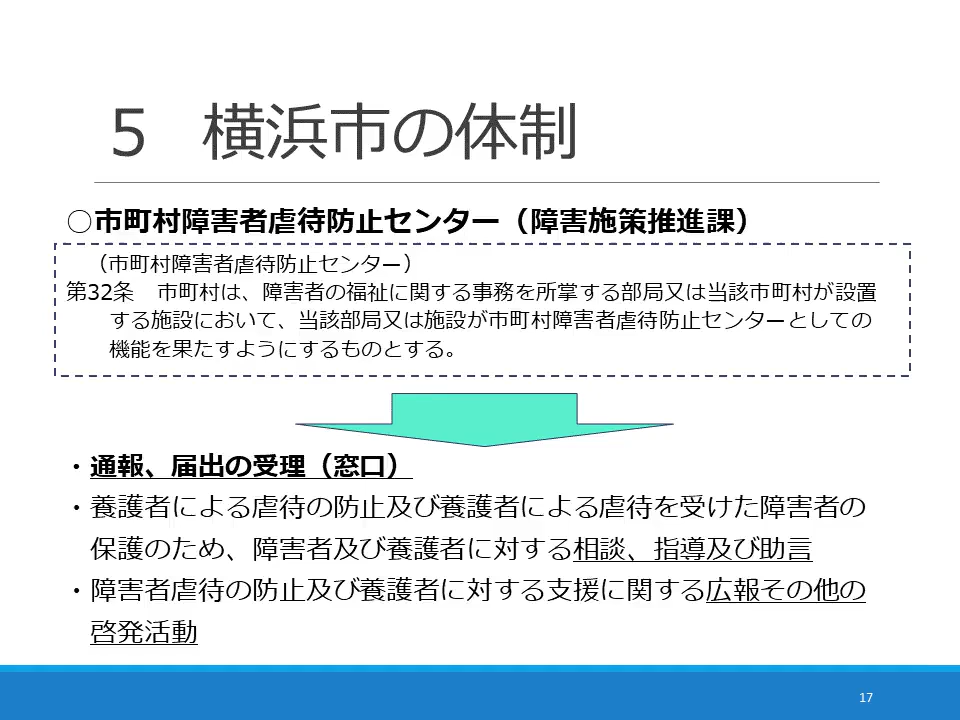 5　横浜市の体制
○市町村障害者虐待防止センター（障害施策推進課）
（市町村障害者虐待防止センター）
第32条　市町村は、障害者の福祉に関する事務を所掌する部局又は当該市町村が設置
する施設において、当該部局又は施設が市町村障害者虐待防止センターとしての
機能を果たすようにするものとする。
・通報、届出の受理（窓口）
・養護者による虐待の防止及び養護者による虐待を受けた障害者の
保護のため、障害者及び養護者に対する相談、指導及び助言
・障害者虐待の防止及び養護者に対する支援に関する広報その他の
啓発活動
17